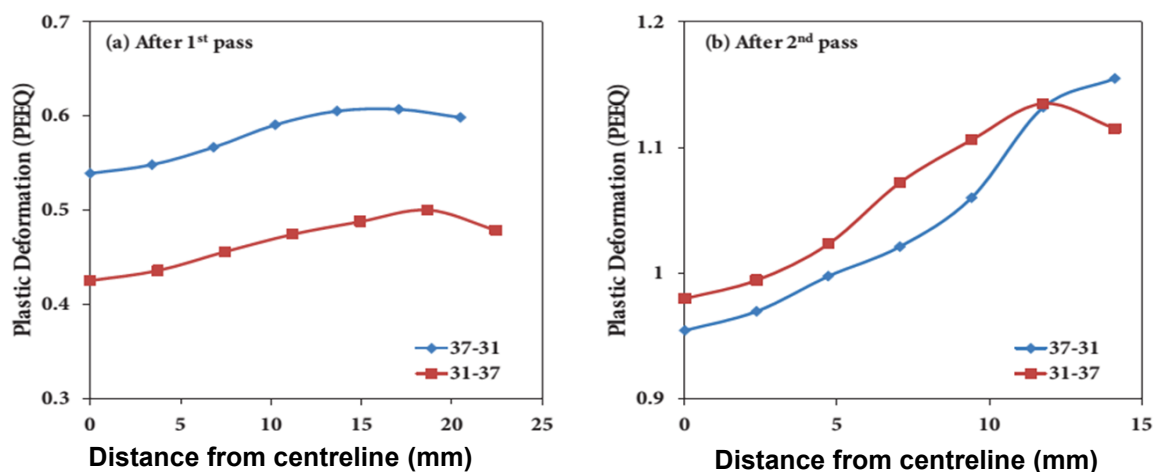 0.7
0.6
0.5
0.4
0.3
Plastic Deformation (PEEQ)
(a) After 1st pass
37-31
31-37
0 5 10 15 20 25
Distance from centreline (mm)
1.2
1.1
1
0.9
Plastic Deformation (PEEQ)
(b) After 2nd pass
37-31
31-37
0 5 10 15
Distance from centreline (mm)